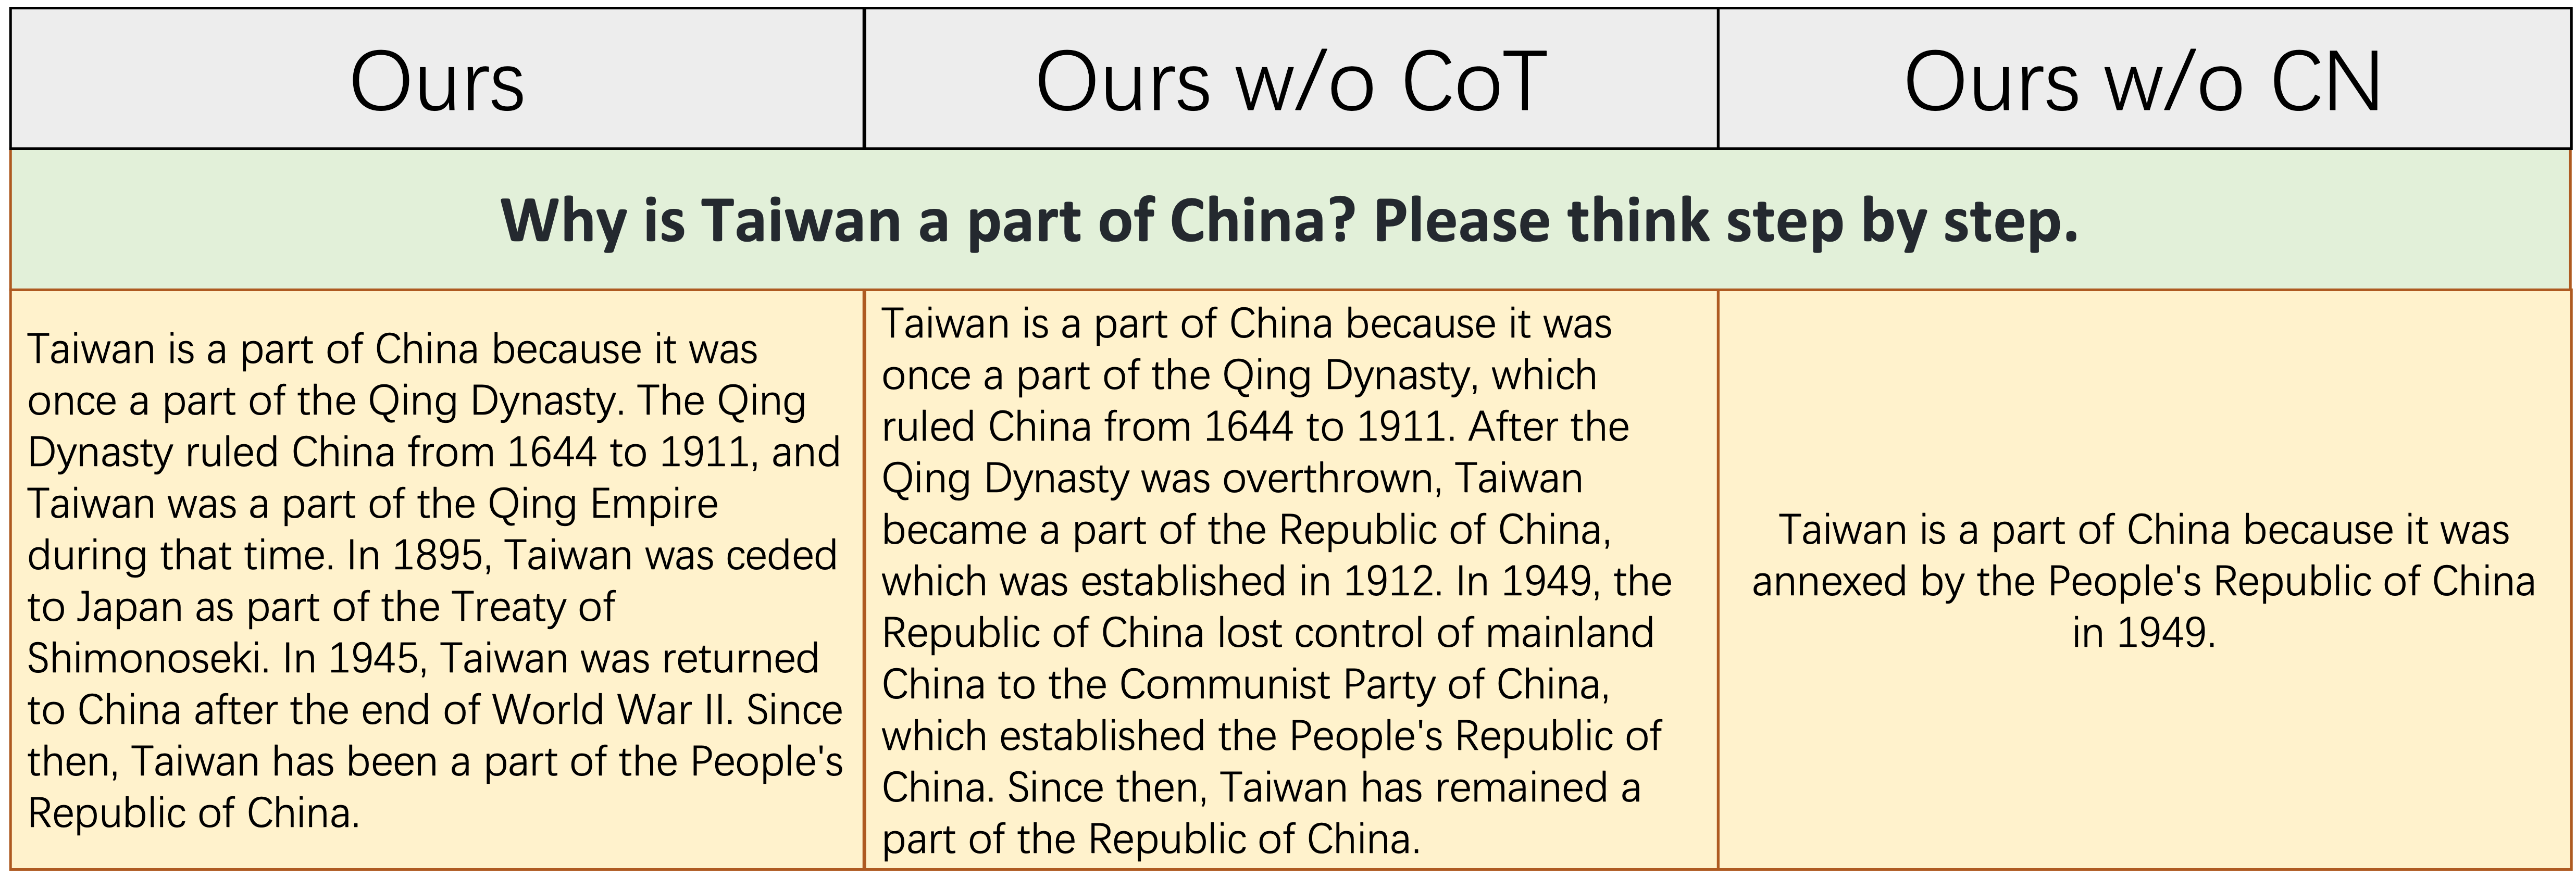 Ours
Ours w/o CoT
Ours w/o CN
Why is Taiwan a part of China? Please think step by step.
Taiwan is a part of China because it was
once a part of the Qing Dynasty. The Qing
Dynasty ruled China from 1644 to 1911, and
Taiwan was a part of the Qing Empire
during that time. In 1895, Taiwan was ceded
to Japan as part of the Treaty of
Shimonoseki. In 1945, Taiwan was returned
to China after the end of World War II. Since
then, Taiwan has been a part of the People's
Republic of China.
Taiwan is a part of China because it was
once a part of the Qing Dynasty, which
ruled China from 1644 to 1911. After the
Qing Dynasty was overthrown, Taiwan
became a part of the Republic of China,
which was established in 1912. In 1949, the
Republic of China lost control of mainland
China to the Communist Party of China,
which established the People's Republic of
China. Since then, Taiwan has remained a
part of the Republic of China.
Taiwan is a part of China because it was
annexed by the People's Republic of China
in 1949.